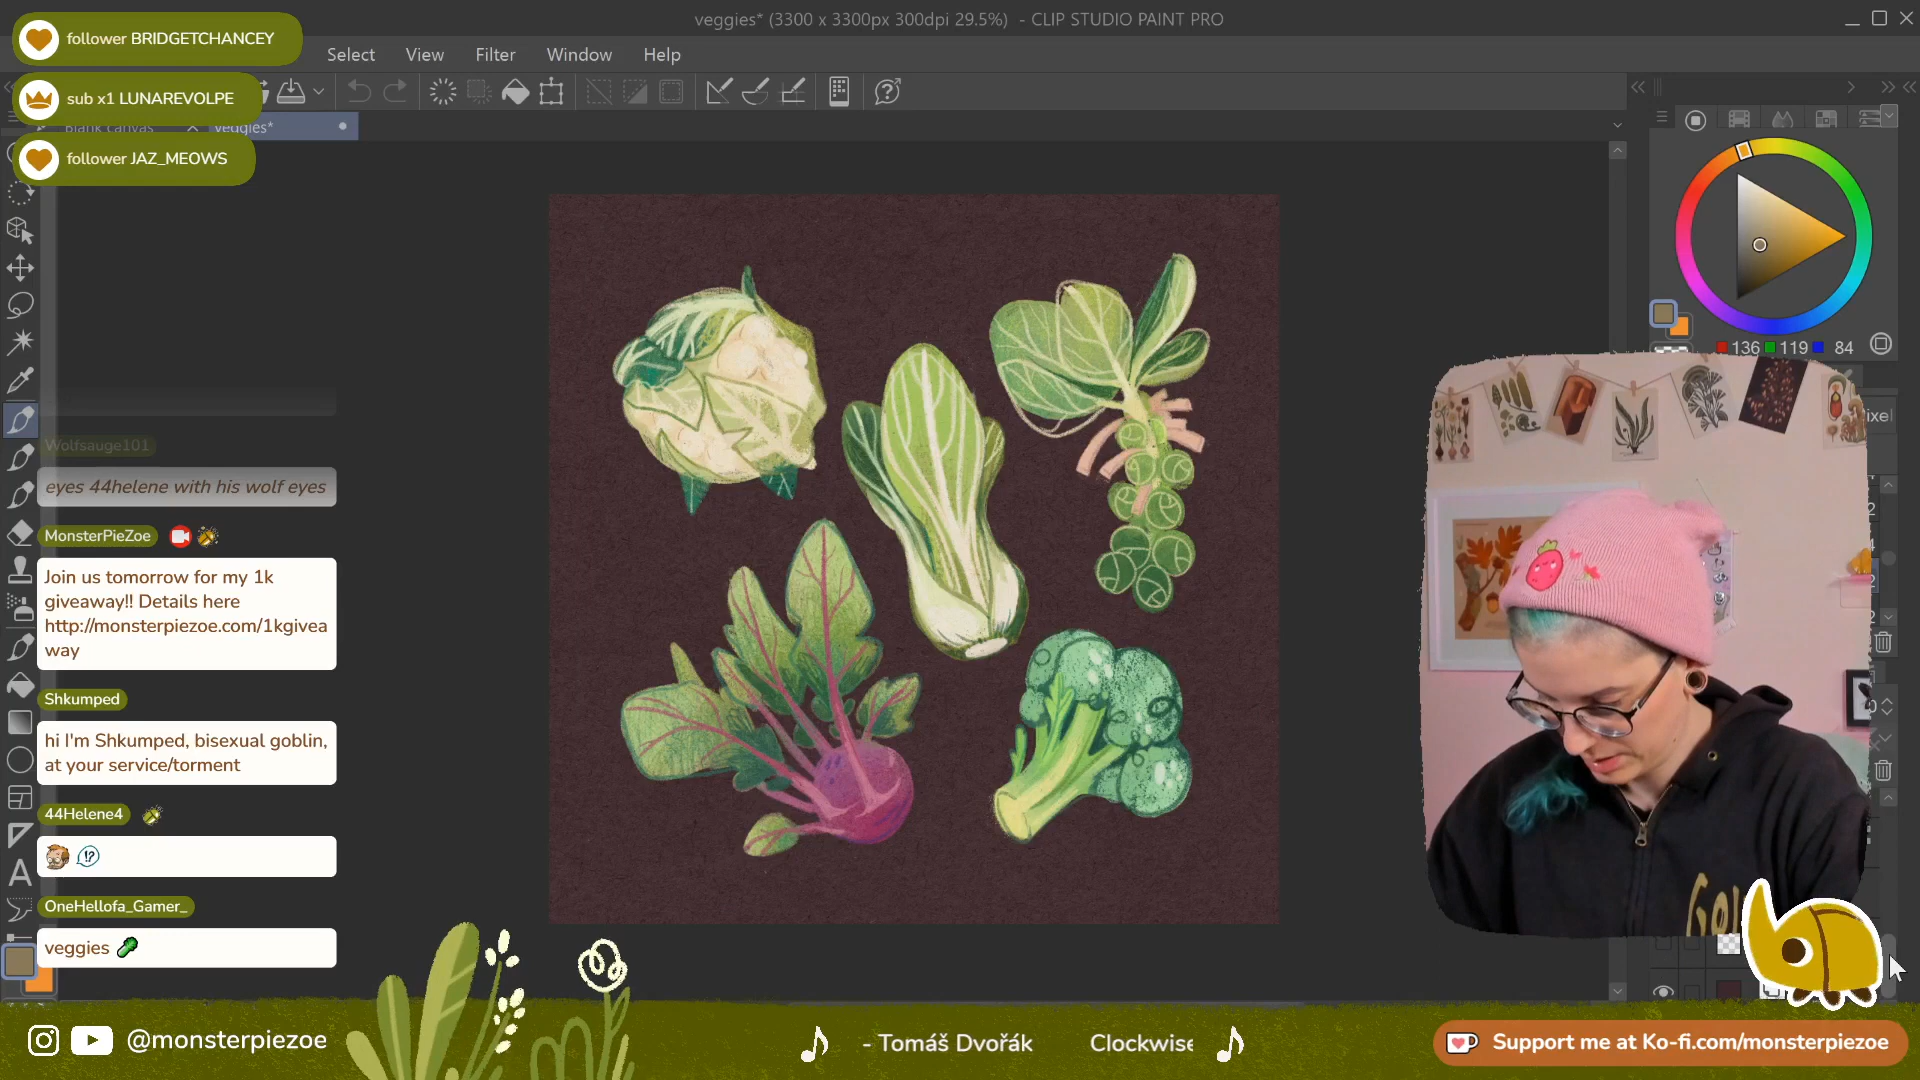 veggies* (3300 x 3300px 300dpi 29.5%) - CLIP STUDIO PAINT PRO
follower BRIDGETCHANCEY
Select View Filter Window Help
sub x1 LUNAREVOLPE
Blank Canvas veggies*
follower JAZ_MEOWS
136 119 84
Wolfsauge101
eyes 44helene with his wolf eyes
MonsterPieZoe
Join us tomorrow for my 1k
giveaway!! Details here
http://monsterpiezoe.com/1kgivea
way
Shkumped
hi I'm Shkumped, bisexual goblin,
at your service/torment
44Helene4
!?
OneHellofa_Gamer_
veggies
@monsterpiezoe
- Tomáš Dvořák Clockwise
Support me at Ko-fi.com/monsterpiezoe